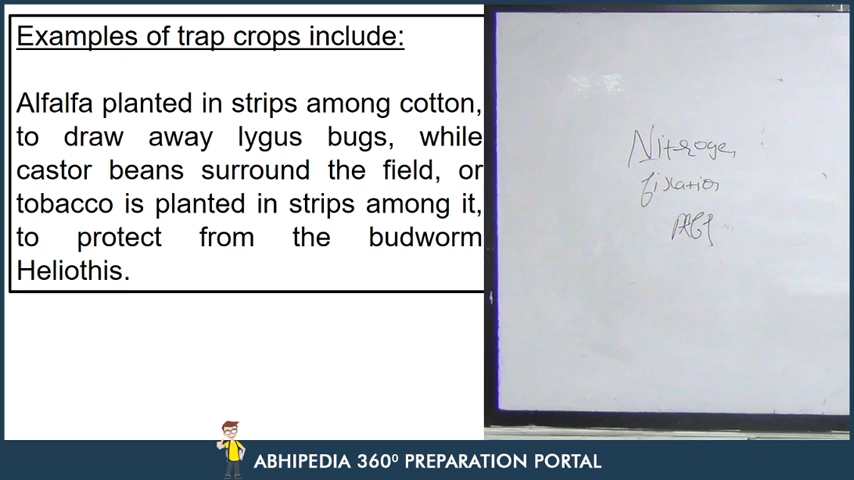 Examples of trap crops include:
Alfalfa planted in strips among cotton,
to draw away lygus bugs, while
castor beans surround the field, or
tobacco is planted in strips among it,
to protect from the budworm
Heliothis.
Nitrogen
fixation
ABHIPEDIA 360⁰ PREPARATION PORTAL